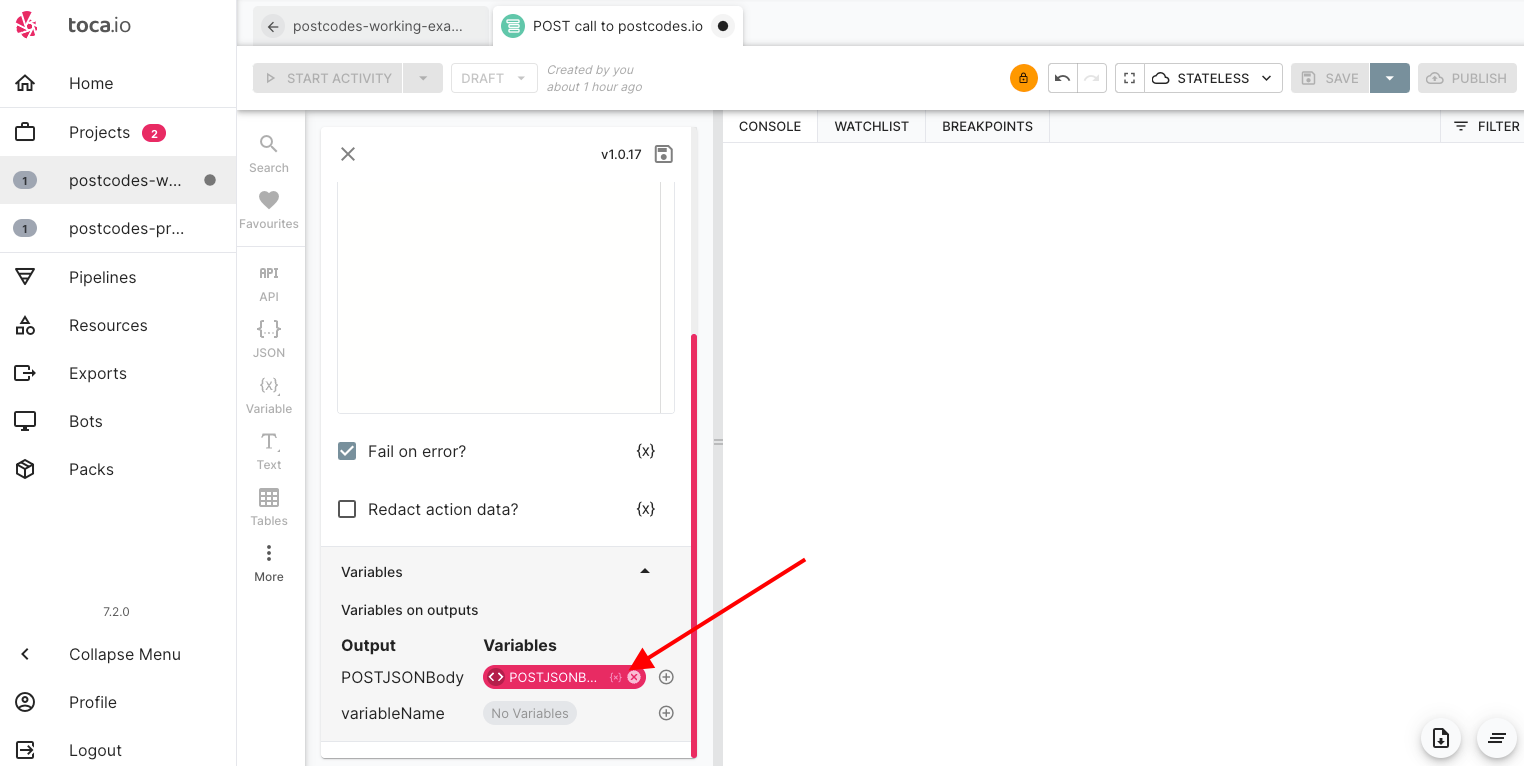 toca.io
Home
Projects 2
1 postcodes-w...
1 postcodes-pr...
Pipelines
Resources
Exports
Bots
Packs
7.2.0
Collapse Menu
Profile
Logout
postcodes-working-exa...
POST call to postcodes.io
START ACTIVITY
DRAFT
Created by you
about 1 hour ago
STATELESS
SAVE
PUBLISH
Search
Favourites
API
API
{...}
JSON
{x}
Variable
T
Text
Tables
More
v1.0.17
Fail on error? {x}
Redact action data? {x}
Variables
Variables on outputs
Output Variables
POSTJSONBody POSTJSONB... {x}
variableName No Variables
CONSOLE
WATCHLIST
BREAKPOINTS
FILTER